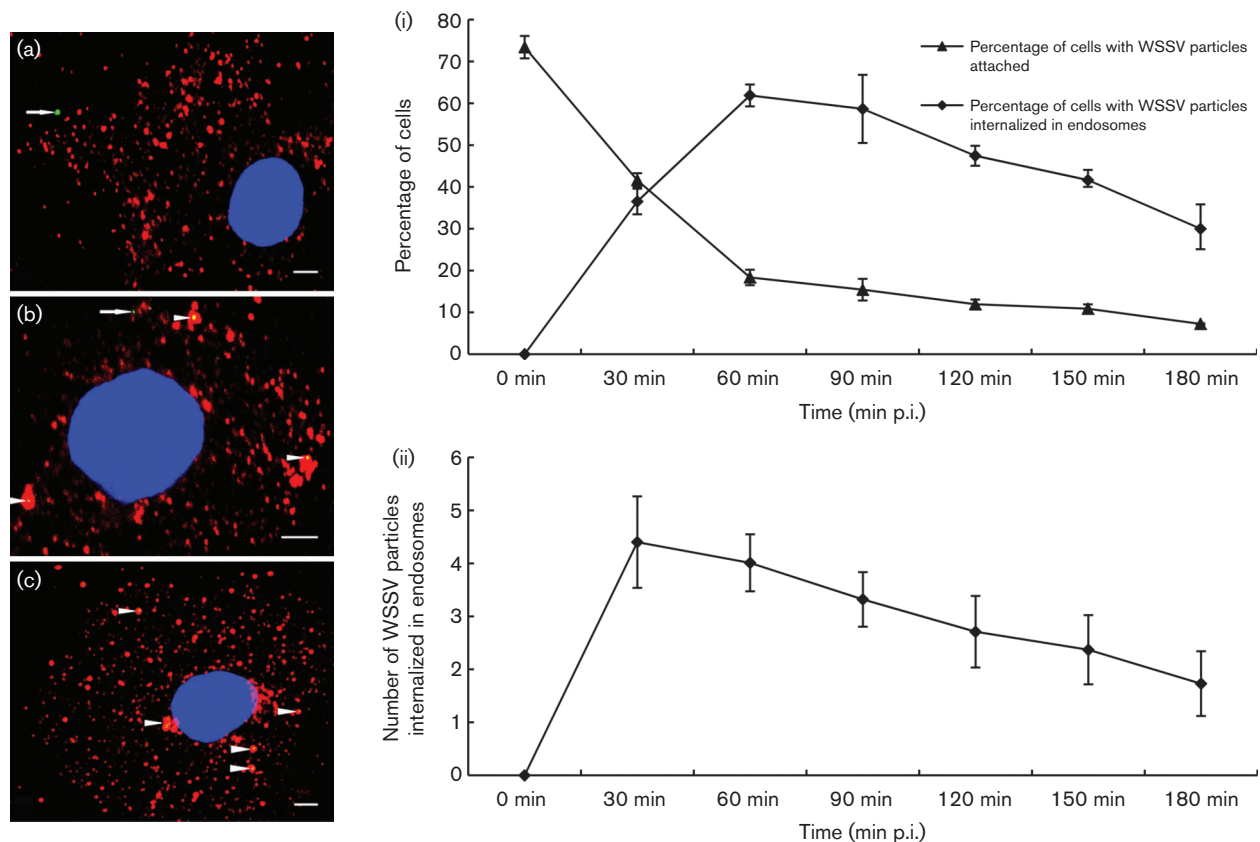 (a)
(b)
(c)
(i)
80
70
60
50
40
30
20
10
0
Percentage of cells
Percentage of cells with WSSV particles
attached
Percentage of cells with WSSV particles
internalized in endosomes
0 min 30 min 60 min 90 min 120 min 150 min 180 min
Time (min p.i.)
(ii)
6
5
4
3
2
1
0
Number of WSSV particles
internalized in endosomes
0 min 30 min 60 min 90 min 120 min 150 min 180 min
Time (min p.i.)